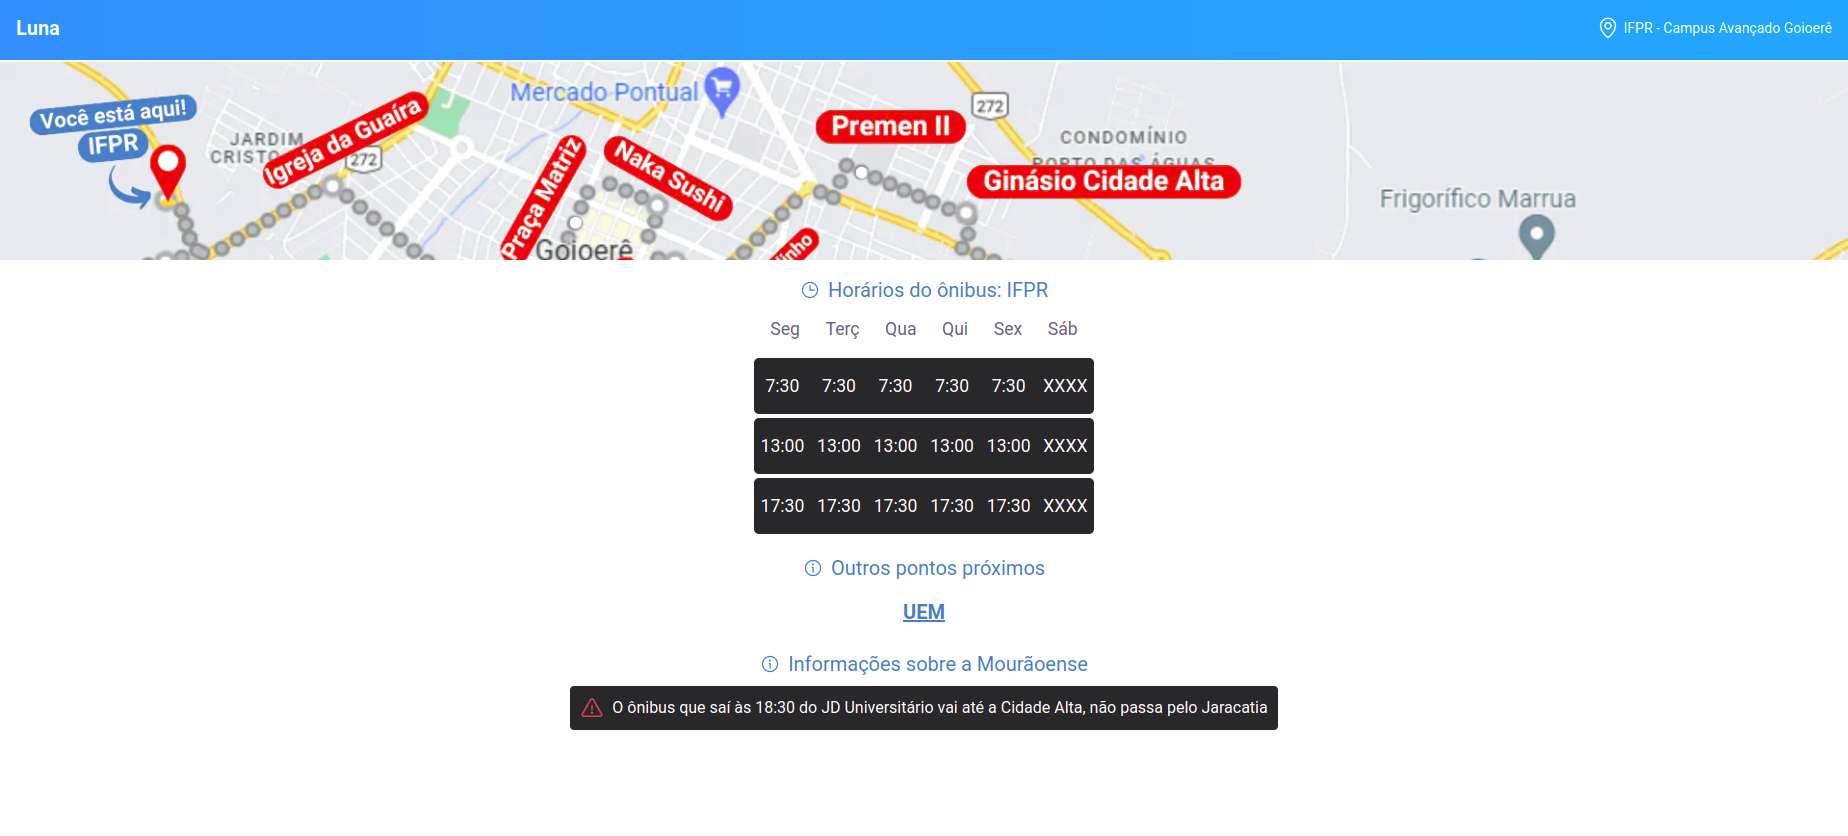 Luna
IFPR - Campus Avançado Goioerê
Você está aqui!
IFPR
JARDIM
CRISTO
Igreja da Guaíra
272
Mercado Pontual
Praça Matriz
Naka Sushi
Goioerê
Premen II
272
CONDOMÍNIO
PORTO DAS ÁGUAS
Ginásio Cidade Alta
Frigorífico Marrua
Horários do ônibus: IFPR
Seg Terç Qua Qui Sex Sáb
7:30 7:30 7:30 7:30 7:30 XXXX
13:00 13:00 13:00 13:00 13:00 XXXX
17:30 17:30 17:30 17:30 17:30 XXXX
Outros pontos próximos
UEM
Informações sobre a Mourãoense
O ônibus que saí às 18:30 do JD Universitário vai até a Cidade Alta, não passa pelo Jaracatia